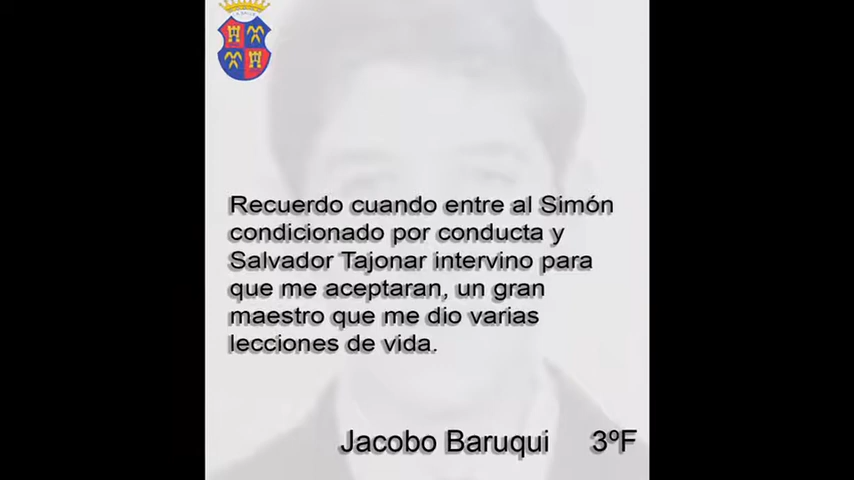 Recuerdo cuando entre al Simón
condicionado por conducta y
Salvador Tajonar intervino para
que me aceptaran, un gran
maestro que me dio varias
lecciones de vida.
Jacobo Baruqui 3ºF